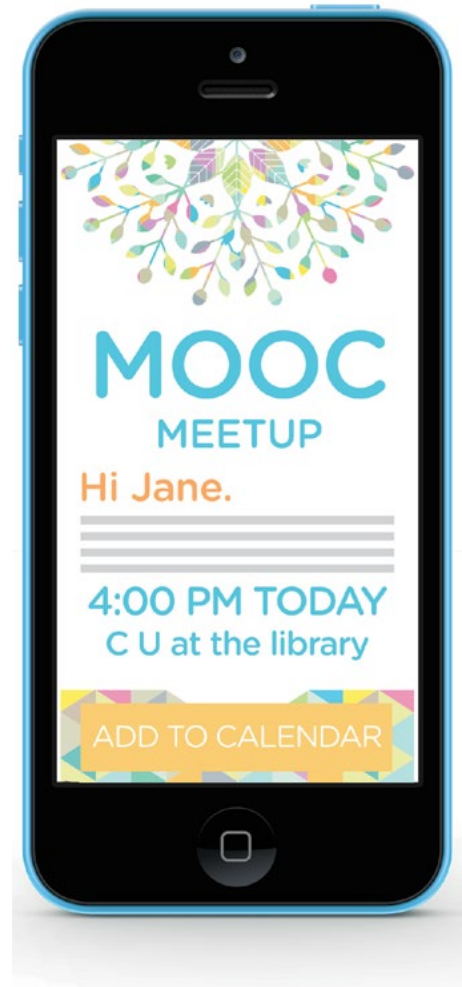 MOOC
MEETUP
Hi Jane.
4:00 PM TODAY
C U at the library
ADD TO CALENDAR